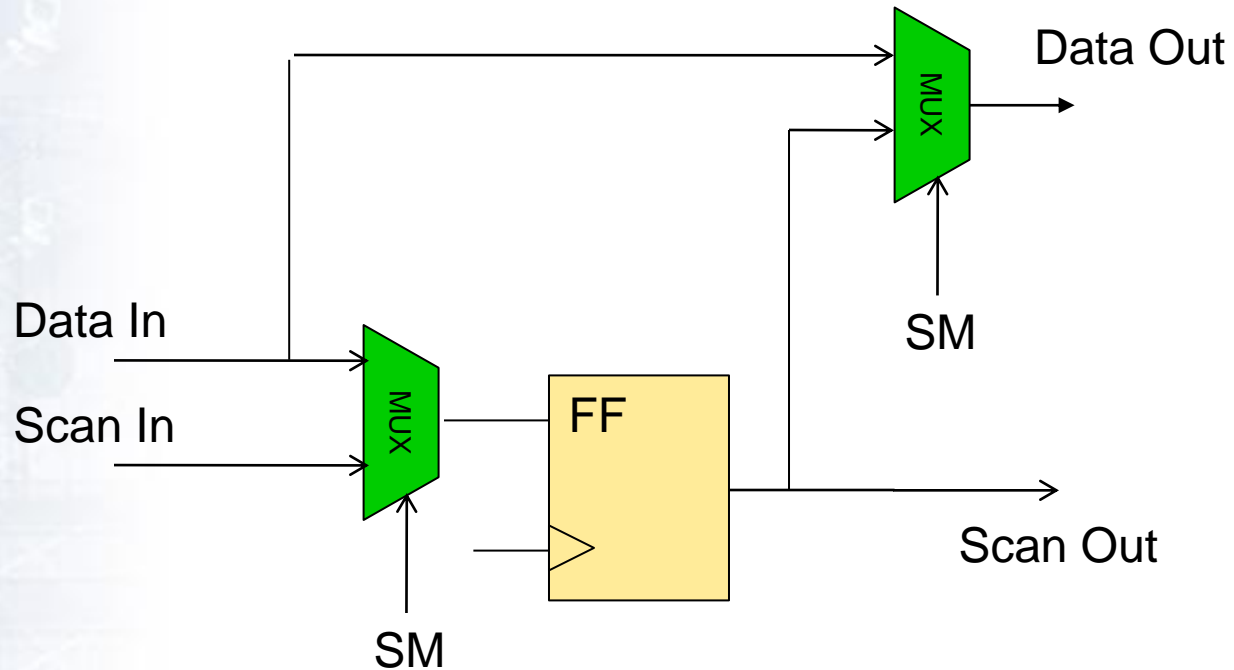 Data Out
MUX
SM
Data In
Scan In
MUX
FF
Scan Out
SM